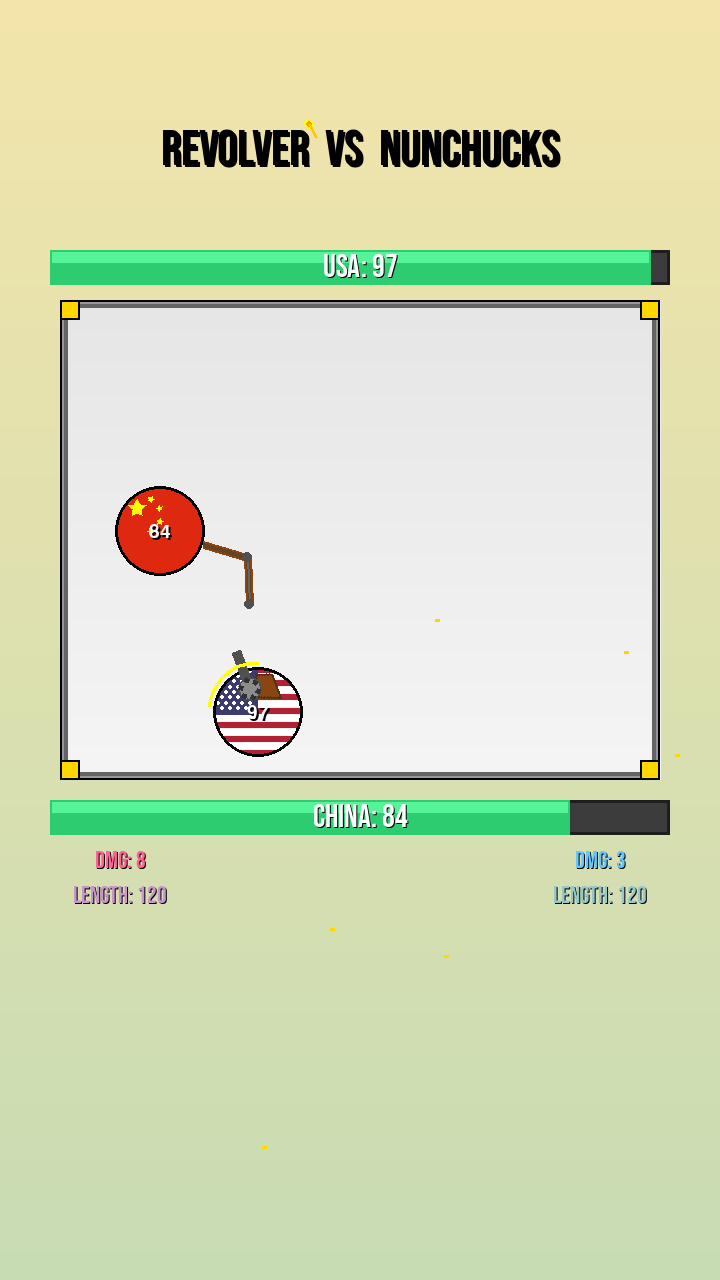 REVOLVER VS NUNCHUCKS
USA: 97
84
97
CHINA: 84
DMG: 8
DMG: 3
LENGTH: 120
LENGTH: 120